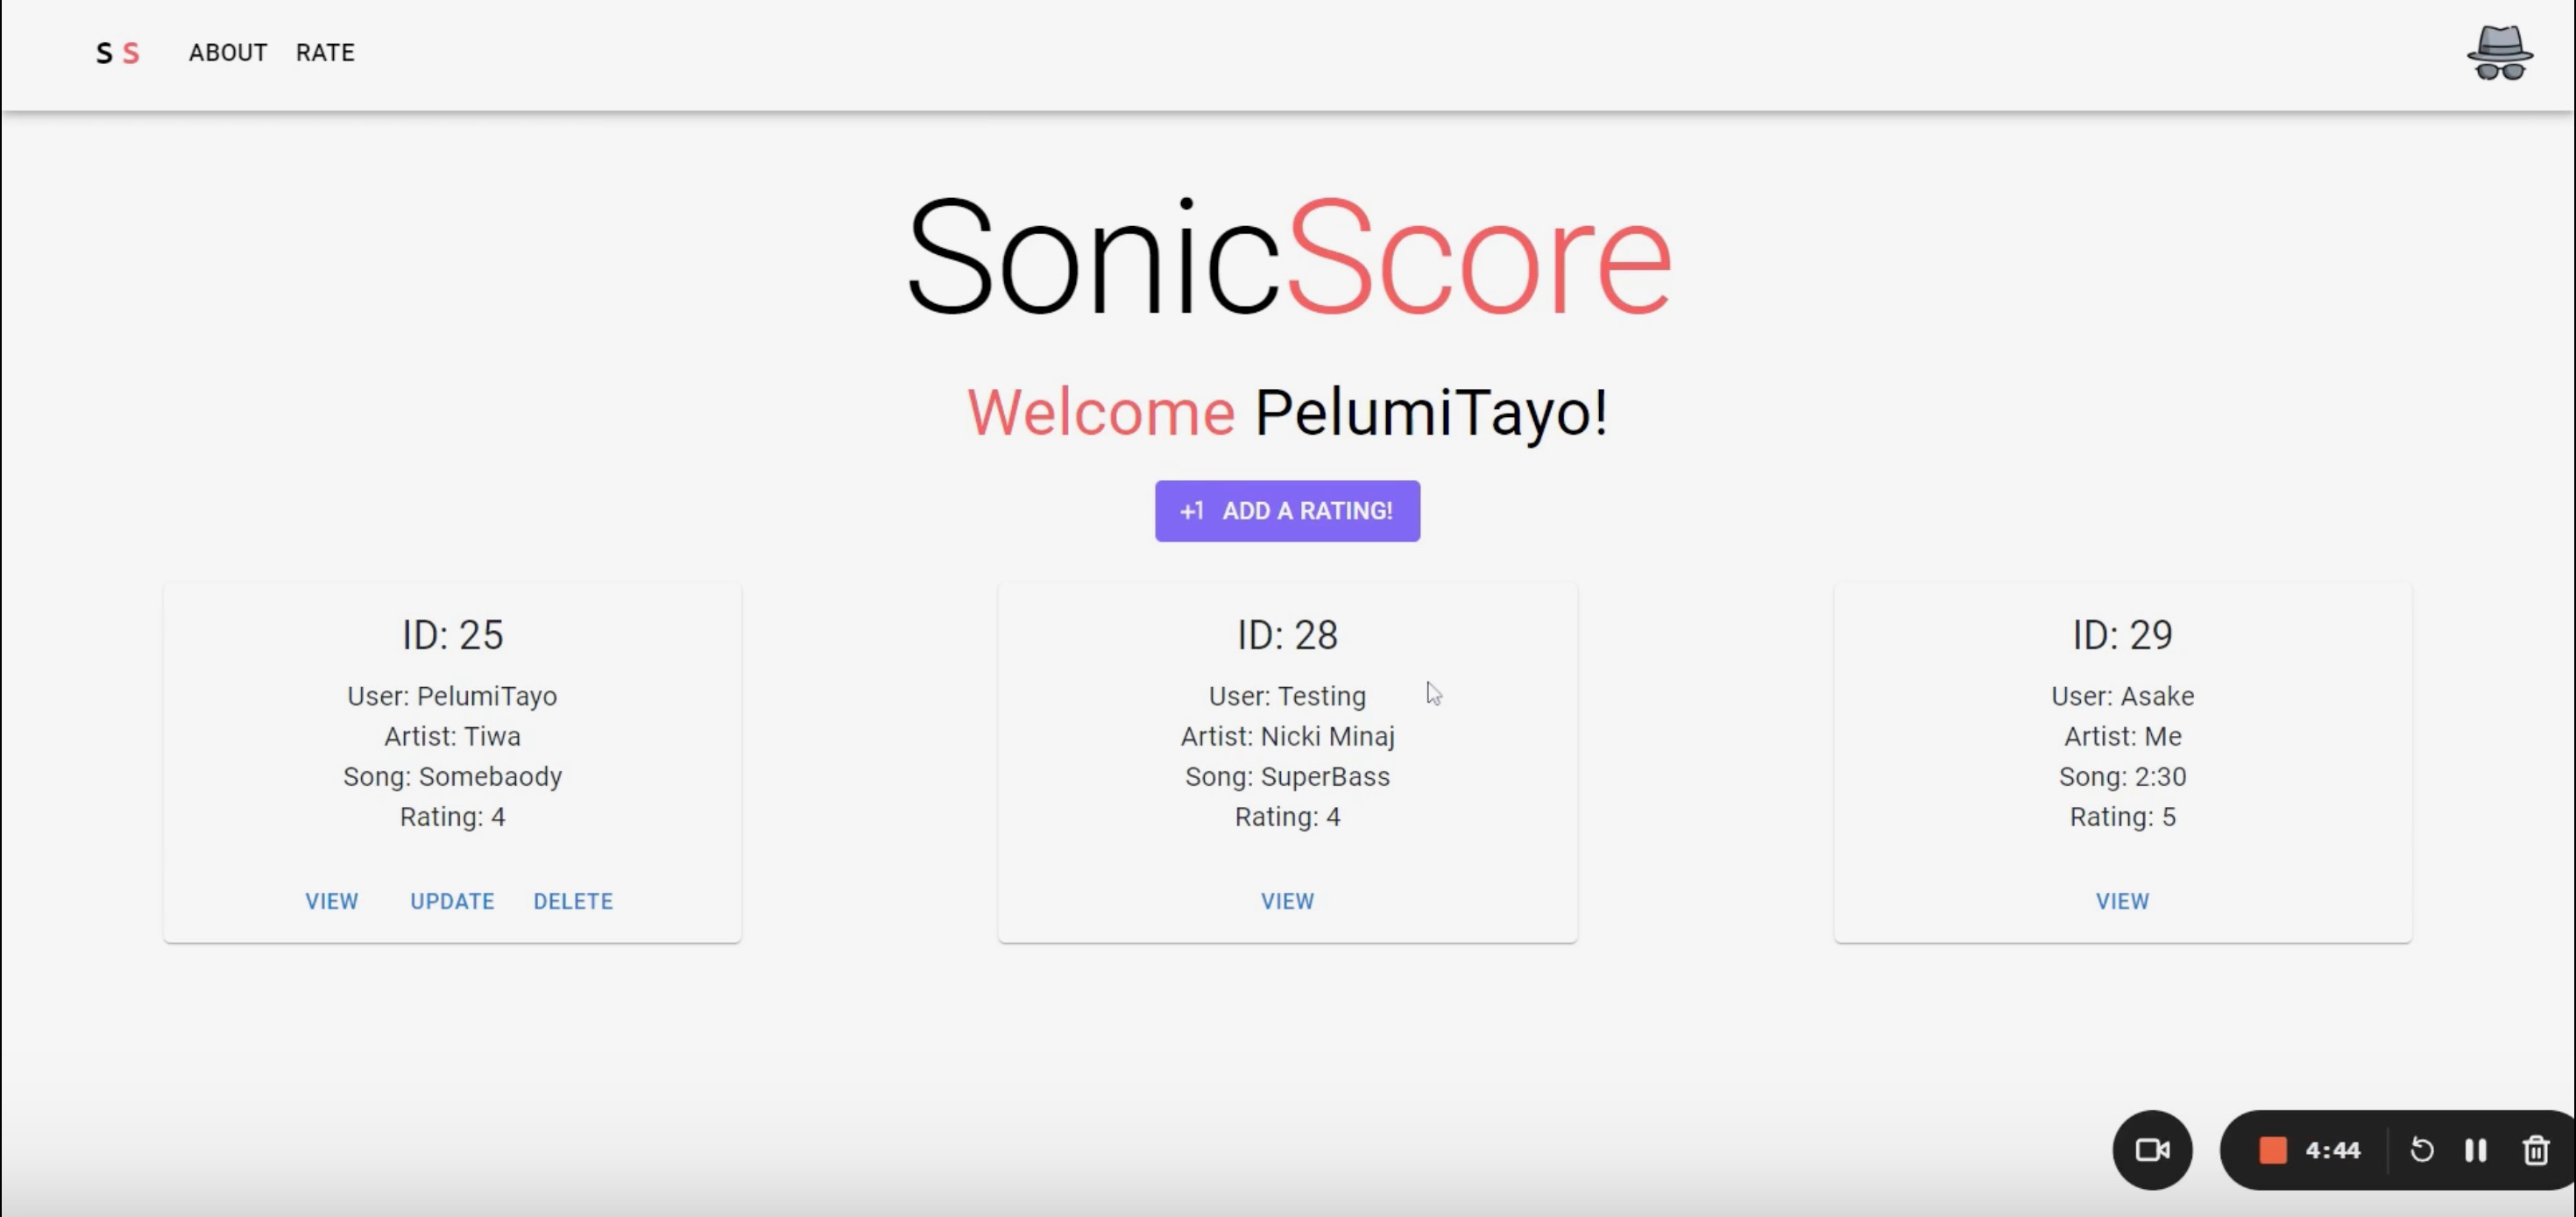 S S ABOUT RATE
SonicScore
Welcome PelumiTayo!
+1 ADD A RATING!
ID: 25
User: PelumiTayo
Artist: Tiwa
Song: Somebaody
Rating: 4
VIEW UPDATE DELETE
ID: 28
User: Testing
Artist: Nicki Minaj
Song: SuperBass
Rating: 4
VIEW
ID: 29
User: Asake
Artist: Me
Song: 2:30
Rating: 5
VIEW
4:44